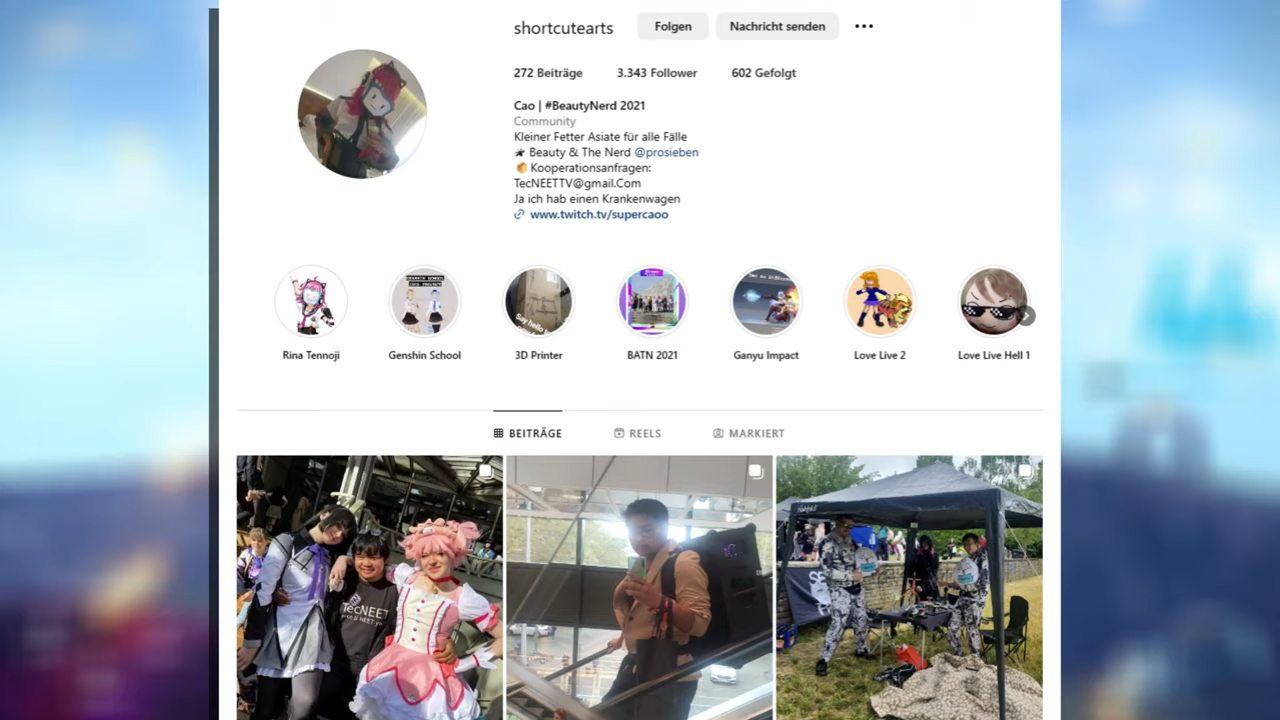 shortcutearts Folgen Nachricht senden
272 Beiträge 3.343 Follower 602 Gefolgt
Cao | #BeautyNerd 2021
Community
Kleiner Fetter Asiate für alle Fälle
Beauty & The Nerd @prosieben
Kooperationsanfragen:
TecNEETTV@gmail.Com
Ja ich hab einen Krankenwagen
www.twitch.tv/supercaoo
Say hello
Rina Tennoji Genshin School 3D Printer BATN 2021 Ganyu Impact Love Live 2 Love Live Hell 1
BEITRÄGE REELS MARKIERT
TecNEET